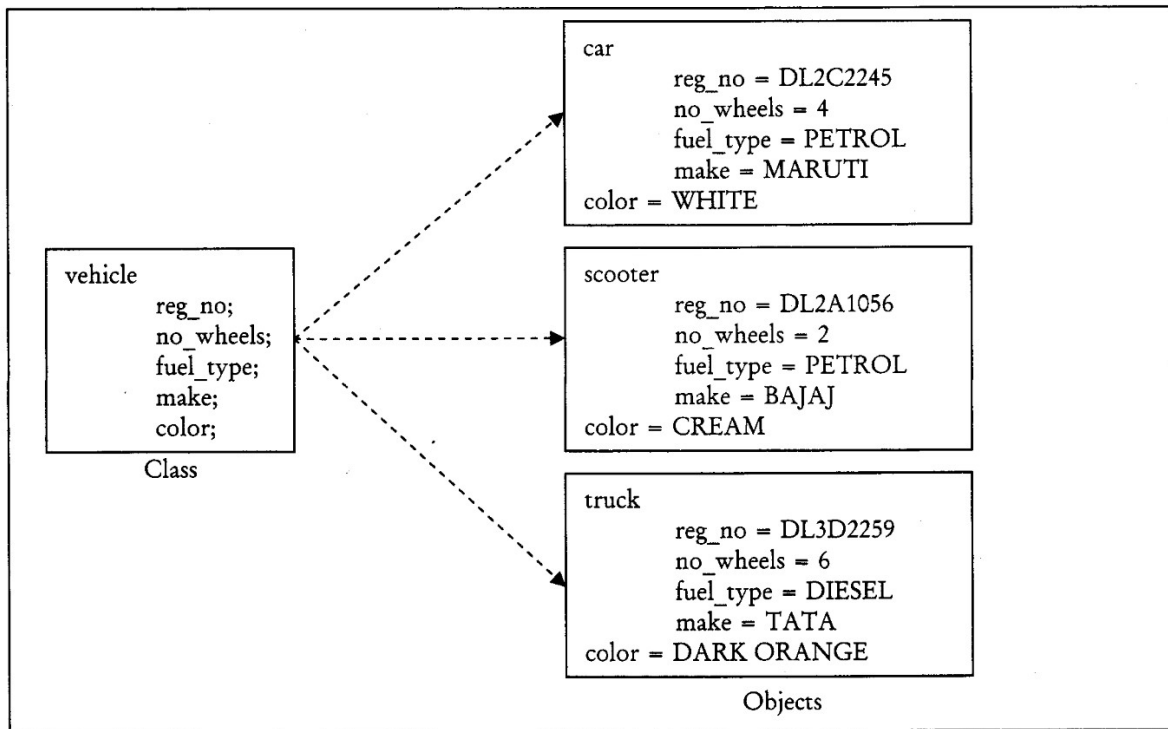 car
reg_no = DL2C2245
no_wheels = 4
fuel_type = PETROL
make = MARUTI
color = WHITE
vehicle
reg_no;
no_wheels;
fuel_type;
make;
color;
Class
scooter
reg_no = DL2A1056
no_wheels = 2
fuel_type = PETROL
make = BAJAJ
color = CREAM
truck
reg_no = DL3D2259
no_wheels = 6
fuel_type = DIESEL
make = TATA
color = DARK ORANGE
Objects